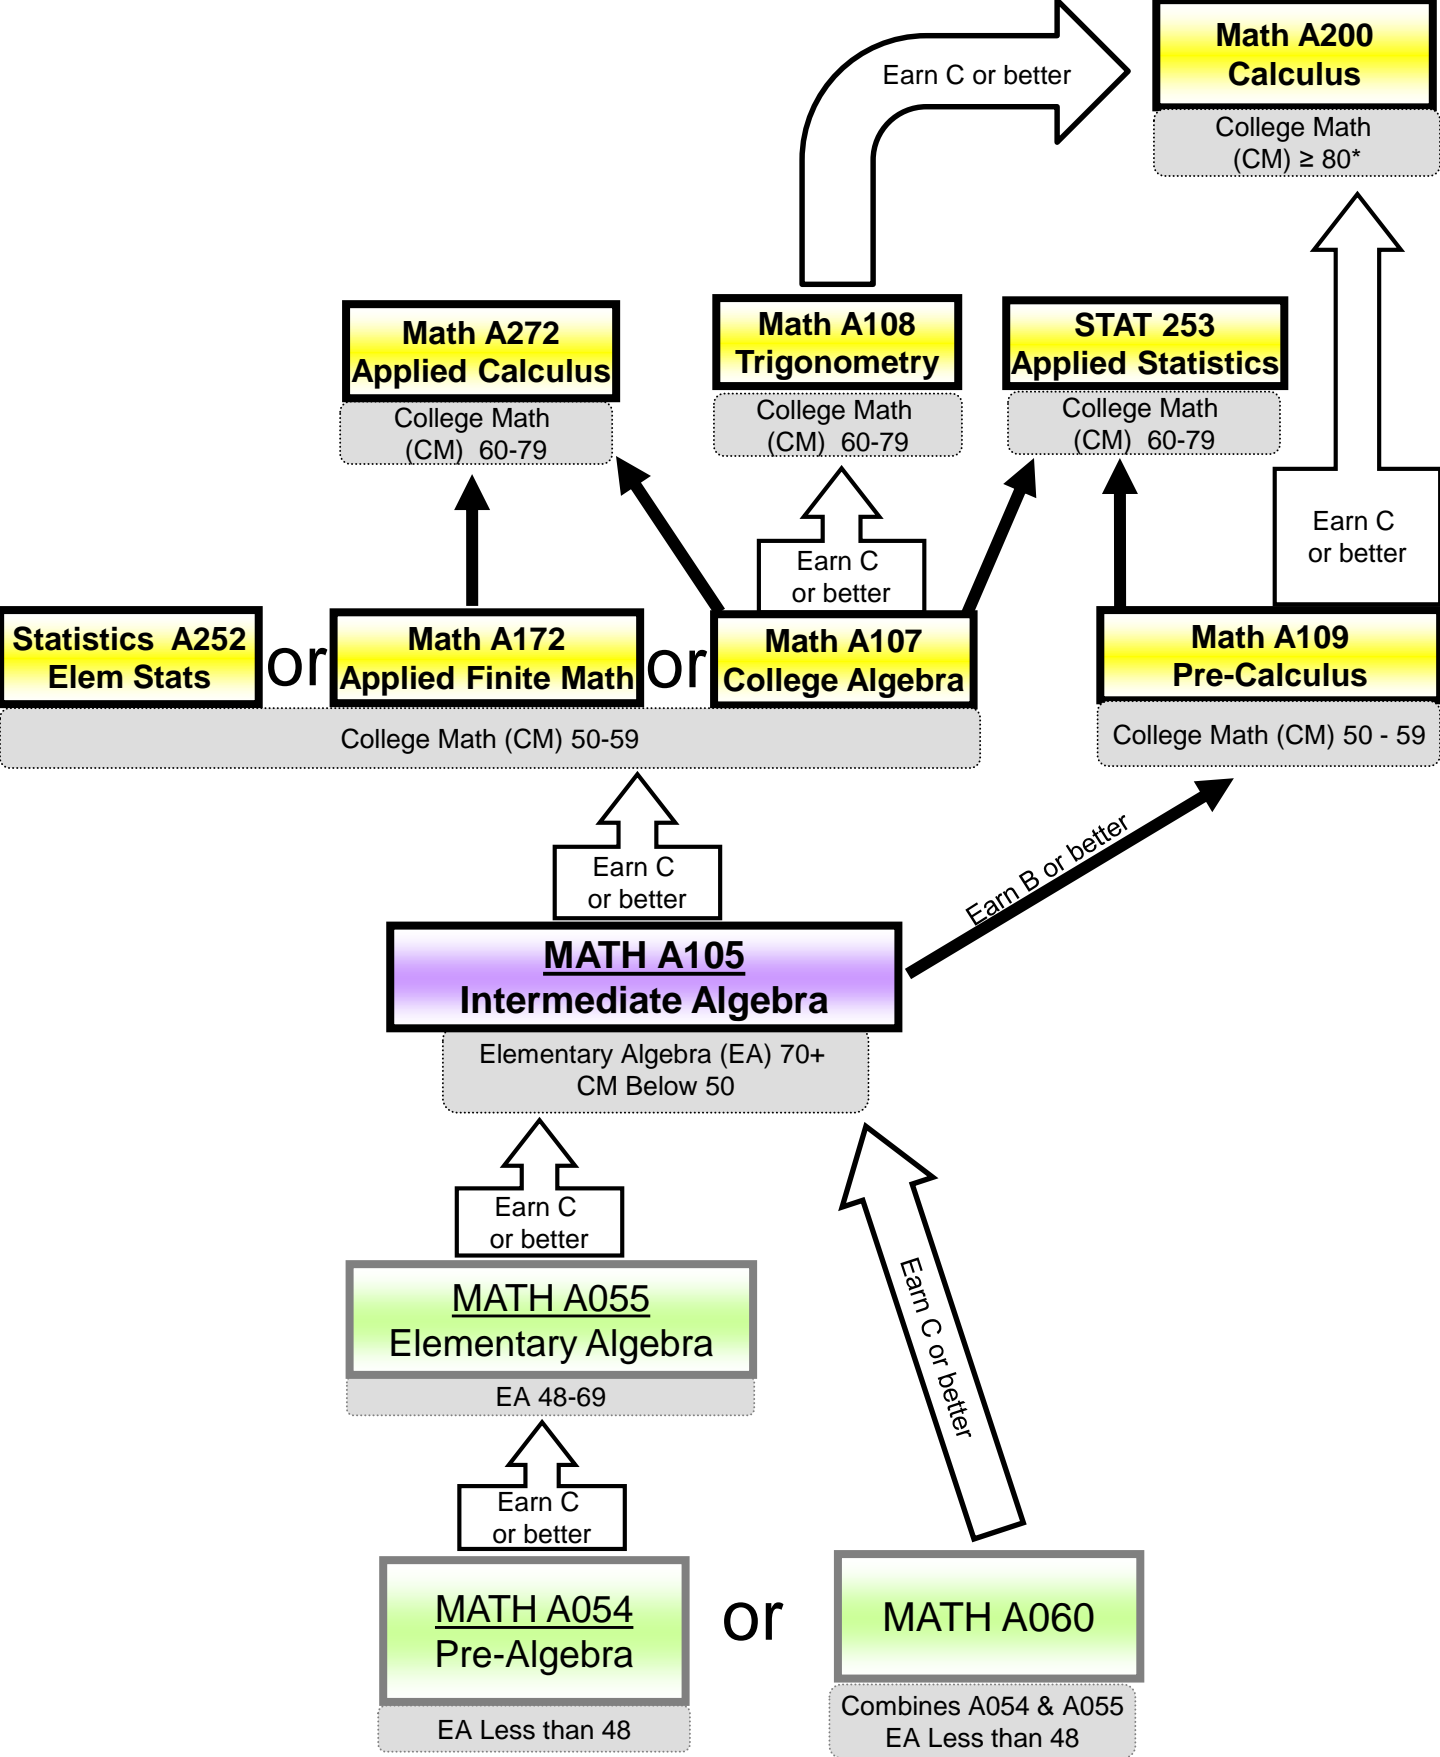 Math A200
Calculus
Earn C or better
College Math
(CM) ≥ 80*
Math A272
Applied Calculus
College Math
(CM)  60-79
Math A108
Trigonometry
College Math
(CM)  60-79
STAT 253
Applied Statistics
College Math
(CM)  60-79
Earn C
or better
Earn C
or better
Statistics  A252
Elem Stats
or
Math A172
Applied Finite Math
or
Math A107
College Algebra
Math A109
Pre-Calculus
College Math (CM) 50-59
College Math (CM) 50 - 59
Earn C
or better
Earn B or better
MATH A105
Intermediate Algebra
Elementary Algebra (EA) 70+
CM Below 50
Earn C
or better
Earn C or better
MATH A055
Elementary Algebra
EA 48-69
Earn C
or better
MATH A054
Pre-Algebra
EA Less than 48
or
MATH A060
Combines A054 & A055
EA Less than 48